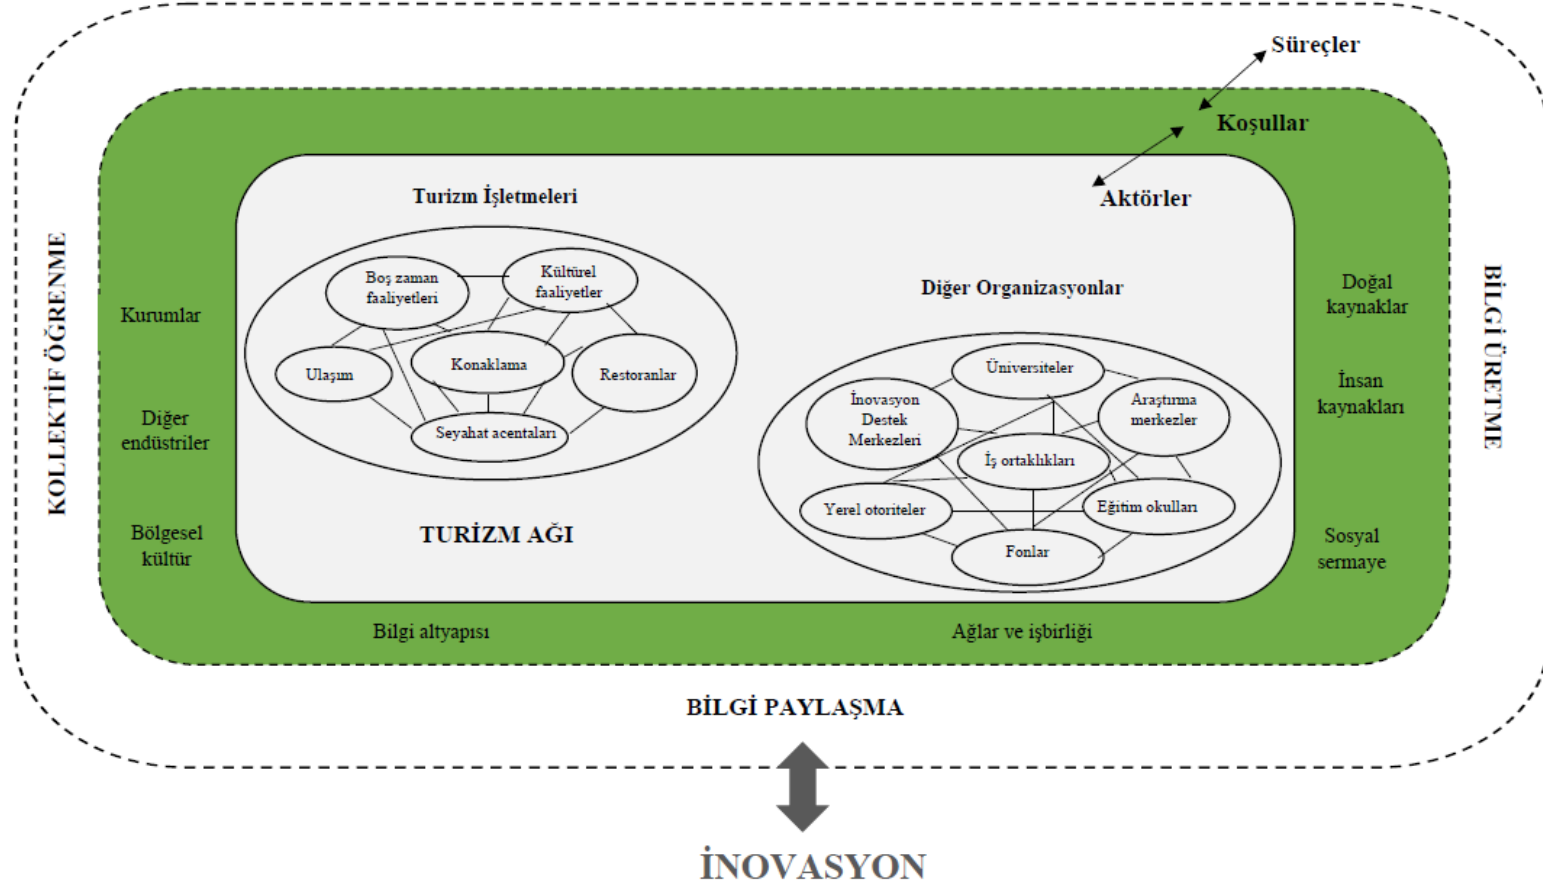 Süreçler
Koşullar
Aktörler
Turizm İşletmeleri
Boş zaman
faaliyetleri
Kültürel
faaliyetler
Ulaşım
Konaklama
Restoranlar
Seyahat acentaları
TURİZM AĞI
Diğer Organizasyonlar
Üniversiteler
İnovasyon
Destek
Merkezleri
Araştırma
merkezler
İş ortaklıkları
Yerel otoriteler
Eğitim okulları
Fonlar
KOLLEKTİF ÖĞRENME
Kurumlar
Diğer
endüstriler
Bölgesel
kültür
Doğal
kaynaklar
İnsan
kaynakları
Sosyal
sermaye
BİLGİ ÜRETME
Bilgi altyapısı
Ağlar ve işbirliği
BİLGİ PAYLAŞMA
İNOVASYON